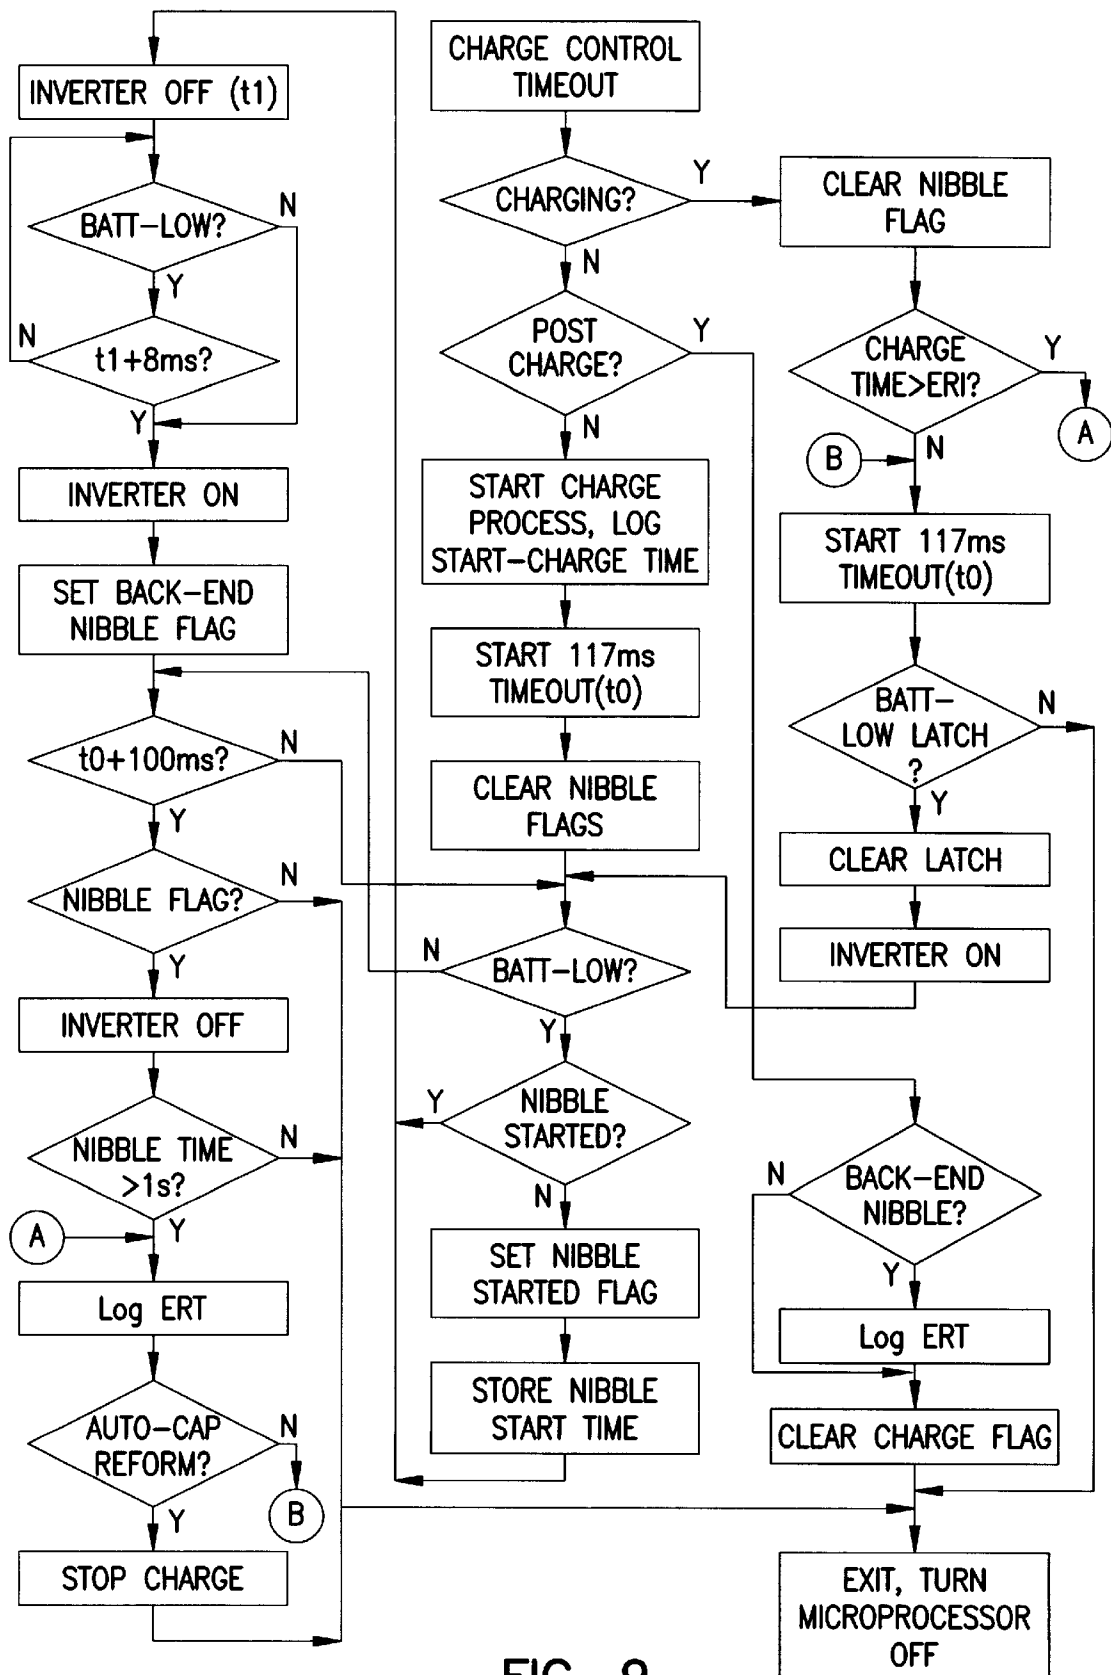 INVERTER OFF (t1)
BATT-LOW?
N
Y
N
t1+8ms?
Y
INVERTER ON
SET BACK-END
NIBBLE FLAG
t0+100ms?
N
Y
NIBBLE FLAG?
N
Y
INVERTER OFF
NIBBLE TIME
>1s?
N
A
Y
Log ERT
AUTO-CAP
REFORM?
N
B
Y
STOP CHARGE
CHARGE CONTROL
TIMEOUT
CHARGING?
Y
N
POST
CHARGE?
Y
N
START CHARGE
PROCESS, LOG
START-CHARGE TIME
START 117ms
TIMEOUT(t0)
CLEAR NIBBLE
FLAGS
N
BATT-LOW?
Y
Y
NIBBLE
STARTED?
N
SET NIBBLE
STARTED FLAG
STORE NIBBLE
START TIME
CLEAR NIBBLE
FLAG
CHARGE
TIME>ERI?
Y
A
B
N
START 117ms
TIMEOUT(t0)
BATT-
LOW LATCH
?
N
Y
CLEAR LATCH
INVERTER ON
N
BACK-END
NIBBLE?
Y
Log ERT
CLEAR CHARGE FLAG
EXIT, TURN
MICROPROCESSOR
OFF
FIG. 9